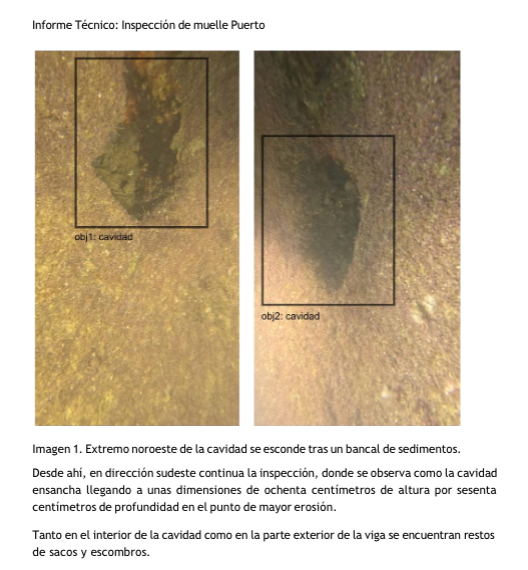 Informe Técnico: Inspección de muelle Puerto
obj1: cavidad
obj2: cavidad
Imagen 1. Extremo noroeste de la cavidad se esconde tras un bancal de sedimentos.
Desde ahí, en dirección sudeste continua la inspección, donde se observa como la cavidad
ensancha llegando a unas dimensiones de ochenta centímetros de altura por sesenta
centímetros de profundidad en el punto de mayor erosión.
Tanto en el interior de la cavidad como en la parte exterior de la viga se encuentran restos
de sacos y escombros.